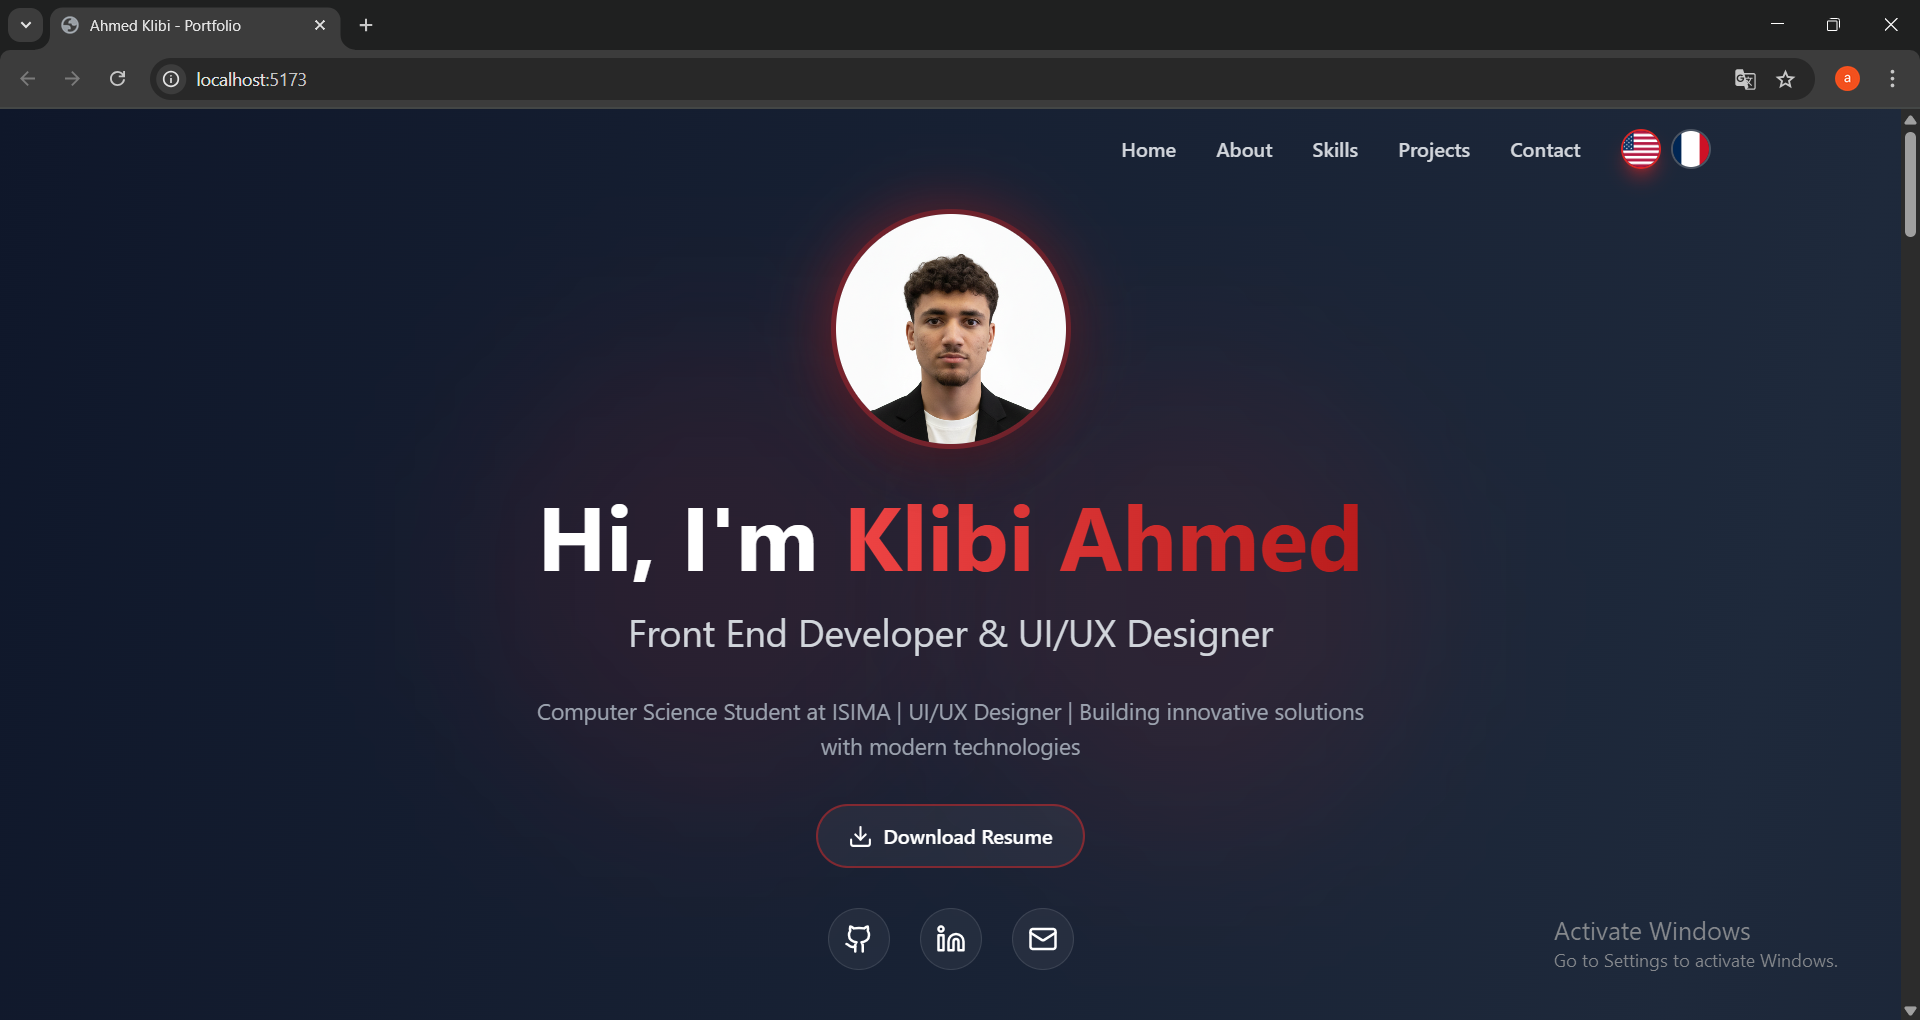 Ahmed Klibi - Portfolio
localhost:5173
a
Home About Skills Projects Contact
Hi, I'm Klibi Ahmed
Front End Developer & UI/UX Designer
Computer Science Student at ISIMA | UI/UX Designer | Building innovative solutions
with modern technologies
Download Resume
in
Activate Windows
Go to Settings to activate Windows.